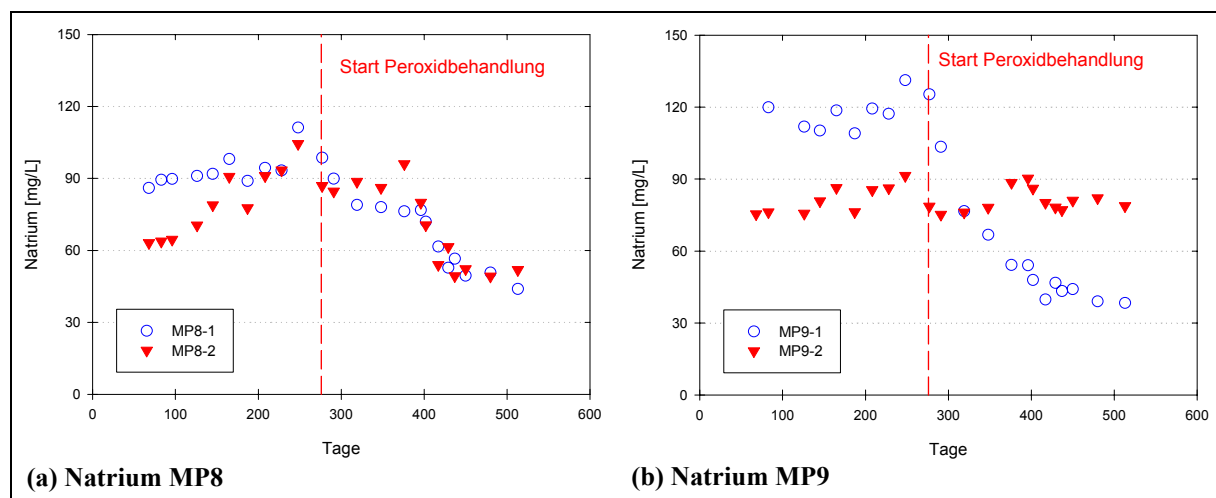 150
120
90
60
30
0
Natrium [mg/L]
Start Peroxidbehandlung
MP8-1
MP8-2
0 100 200 300 400 500 600
Tage
(a) Natrium MP8
150
120
90
60
30
0
Natrium [mg/L]
Start Peroxidbehandlung
MP9-1
MP9-2
0 100 200 300 400 500 600
Tage
(b) Natrium MP9